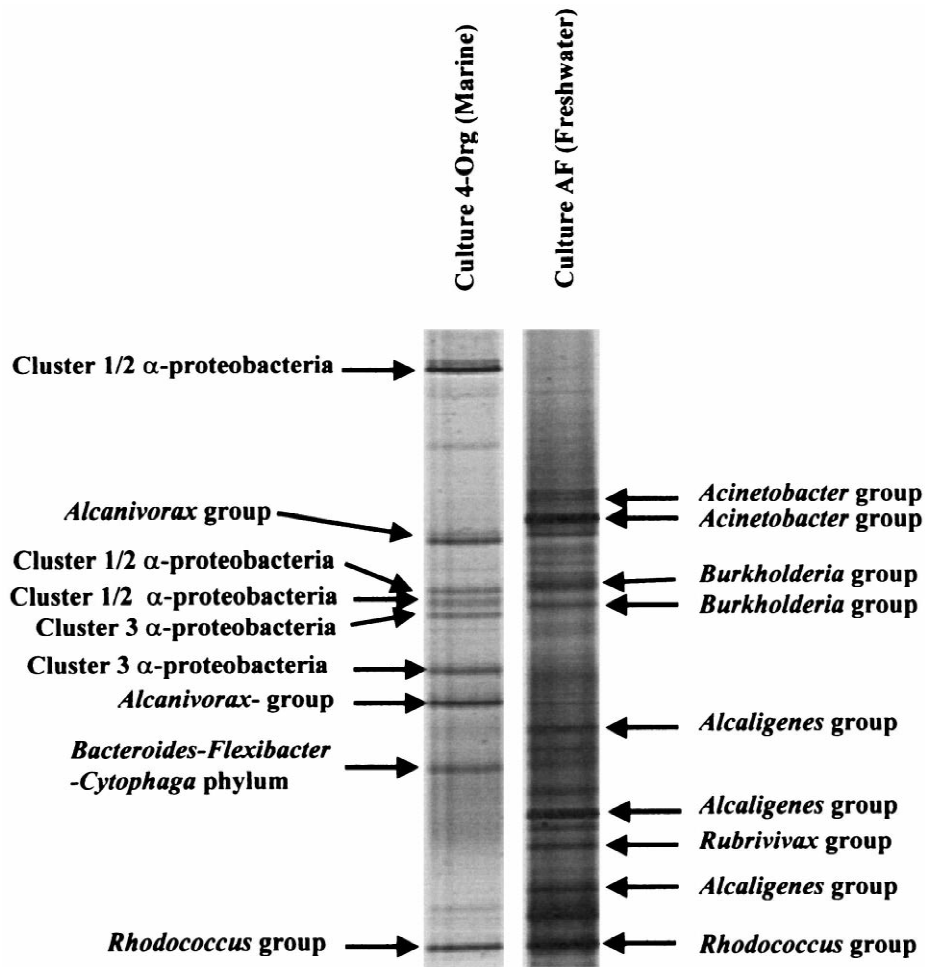 Culture 4-Org (Marine)
Culture AF (Freshwater)
Cluster 1/2 α-proteobacteria
Alcanivorax group
Cluster 1/2 α-proteobacteria
Cluster 1/2 α-proteobacteria
Cluster 3 α-proteobacteria
Cluster 3 α-proteobacteria
Alcanivorax- group
Bacteroides-Flexibacter
-Cytophaga phylum
Rhodococcus group
Acinetobacter group
Acinetobacter group
Burkholderia group
Burkholderia group
Alcaligenes group
Alcaligenes group
Rubrivivax group
Alcaligenes group
Rhodococcus group